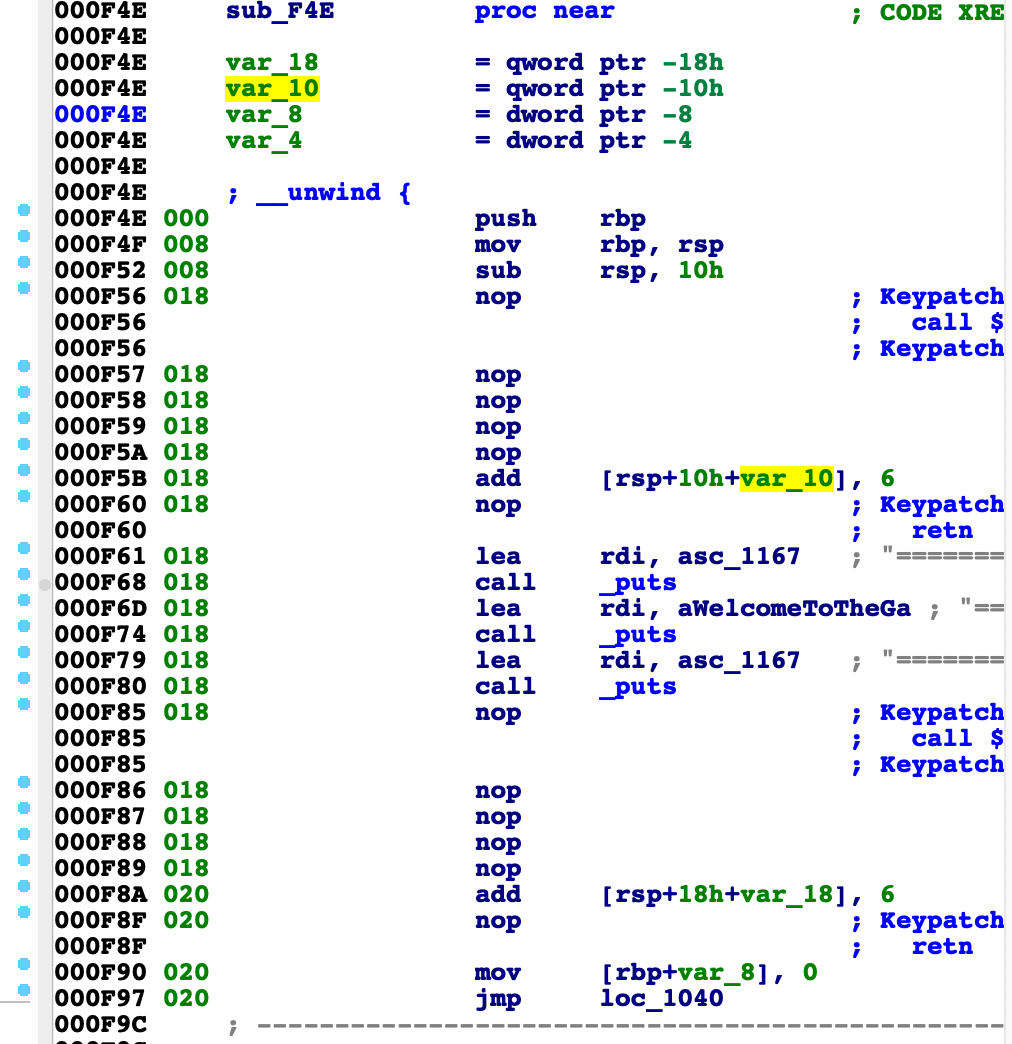 000F4E sub_F4E proc near ; CODE XRE
000F4E
000F4E var_18 = qword ptr -18h
000F4E var_10 = qword ptr -10h
000F4E var_8 = dword ptr -8
000F4E var_4 = dword ptr -4
000F4E
000F4E ; __unwind {
000F4E 000 push rbp
000F4F 008 mov rbp, rsp
000F52 008 sub rsp, 10h
000F56 018 nop ; Keypatch
000F56 ; call $
000F56 ; Keypatch
000F57 018 nop
000F58 018 nop
000F59 018 nop
000F5A 018 nop
000F5B 018 add [rsp+10h+var_10], 6
000F60 018 nop ; Keypatch
000F60 ; retn
000F61 018 lea rdi, asc_1167 ; "=======
000F68 018 call _puts
000F6D 018 lea rdi, aWelcomeToTheGa ; "==
000F74 018 call _puts
000F79 018 lea rdi, asc_1167 ; "=======
000F80 018 call _puts
000F85 018 nop ; Keypatch
000F85 ; call $
000F85 ; Keypatch
000F86 018 nop
000F87 018 nop
000F88 018 nop
000F89 018 nop
000F8A 020 add [rsp+18h+var_18], 6
000F8F 020 nop ; Keypatch
000F8F ; retn
000F90 020 mov [rbp+var_8], 0
000F97 020 jmp loc_1040
000F9C ; ------------------------------------------------